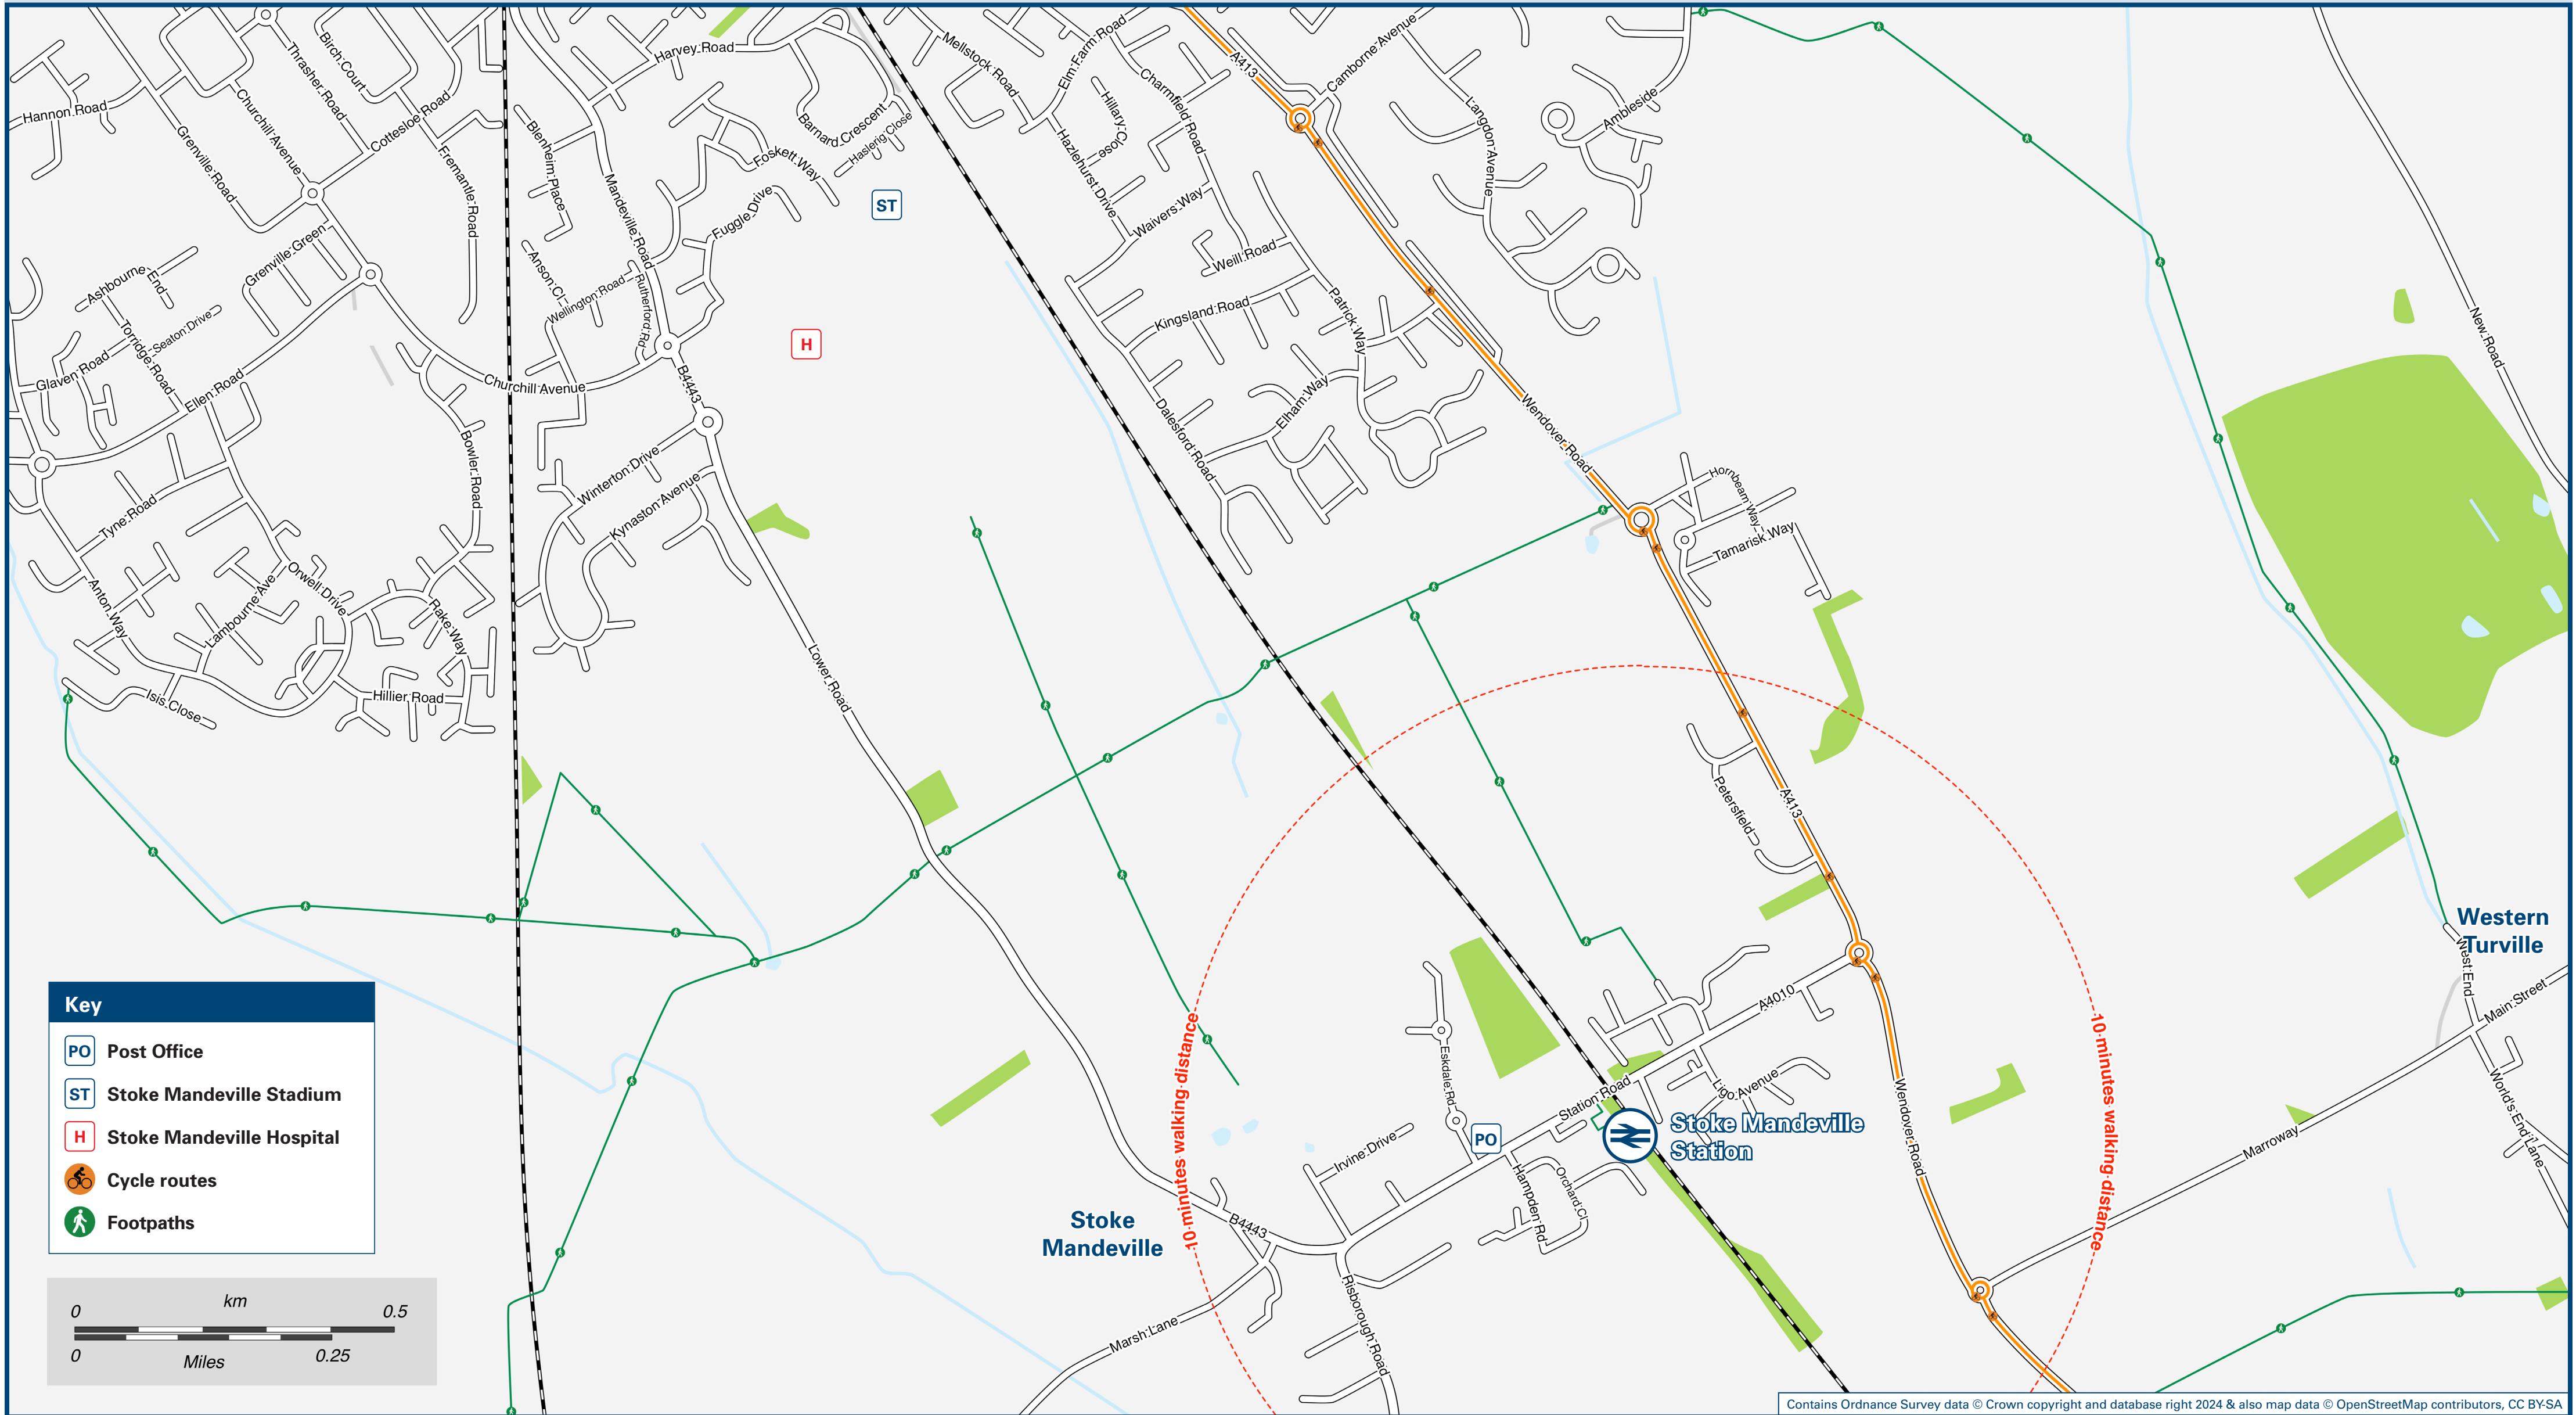 Hannon Road
Thrasher Road
Birch Court
Churchill Avenue
Grenville Road
Cottesloe Road
Fremantle Road
Harvey Road
Blenheim Place
Mandeville Road
Barnard Crescent
Haslerig Close
Foskett Way
Fuggle Drive
ST
Mellstock Road
Elm Farm Road
Charmfield Road
Hillary Close
Hazlehurst Drive
Waivers Way
Weill Road
A413
Camborne Avenue
Langdon Avenue
Ambleside
New Road
Grenville Green
Ashbourne End
Seaton Drive
Torridge Road
Glaven Road
Ellen Road
Anson Cl
Wellington Road
Rutherford Rd
Churchill Avenue
B4443
H
Kingsland Road
Patrick Way
Elham Way
Dalesford Road
Wendover Road
Bowler Road
Winterton Drive
Kynaston Avenue
Hornbeam Way
Tamarisk Way
Tyne Road
Anton Way
Lambourne Ave
Orwell Drive
Rake Way
Hillier Road
Isis Close
Lower Road
Petersfield
A413
Western
Turville
West End
Main Street
World's End Lane
Marroway
A4010
Station Road
Ligo Avenue
Eskdale Rd
PO
Stoke Mandeville
Station
Irvine Drive
Hampden Rd
Orchard Cl
Wendover Road
10 minutes walking distance
10 minutes walking distance
Stoke
Mandeville
B4443
Marsh Lane
Risborough Road
Key
PO Post Office
ST Stoke Mandeville Stadium
H Stoke Mandeville Hospital
Cycle routes
Footpaths
km
0 0.5
0 0.25
Miles
Contains Ordnance Survey data © Crown copyright and database right 2024 & also map data © OpenStreetMap contributors, CC BY-SA